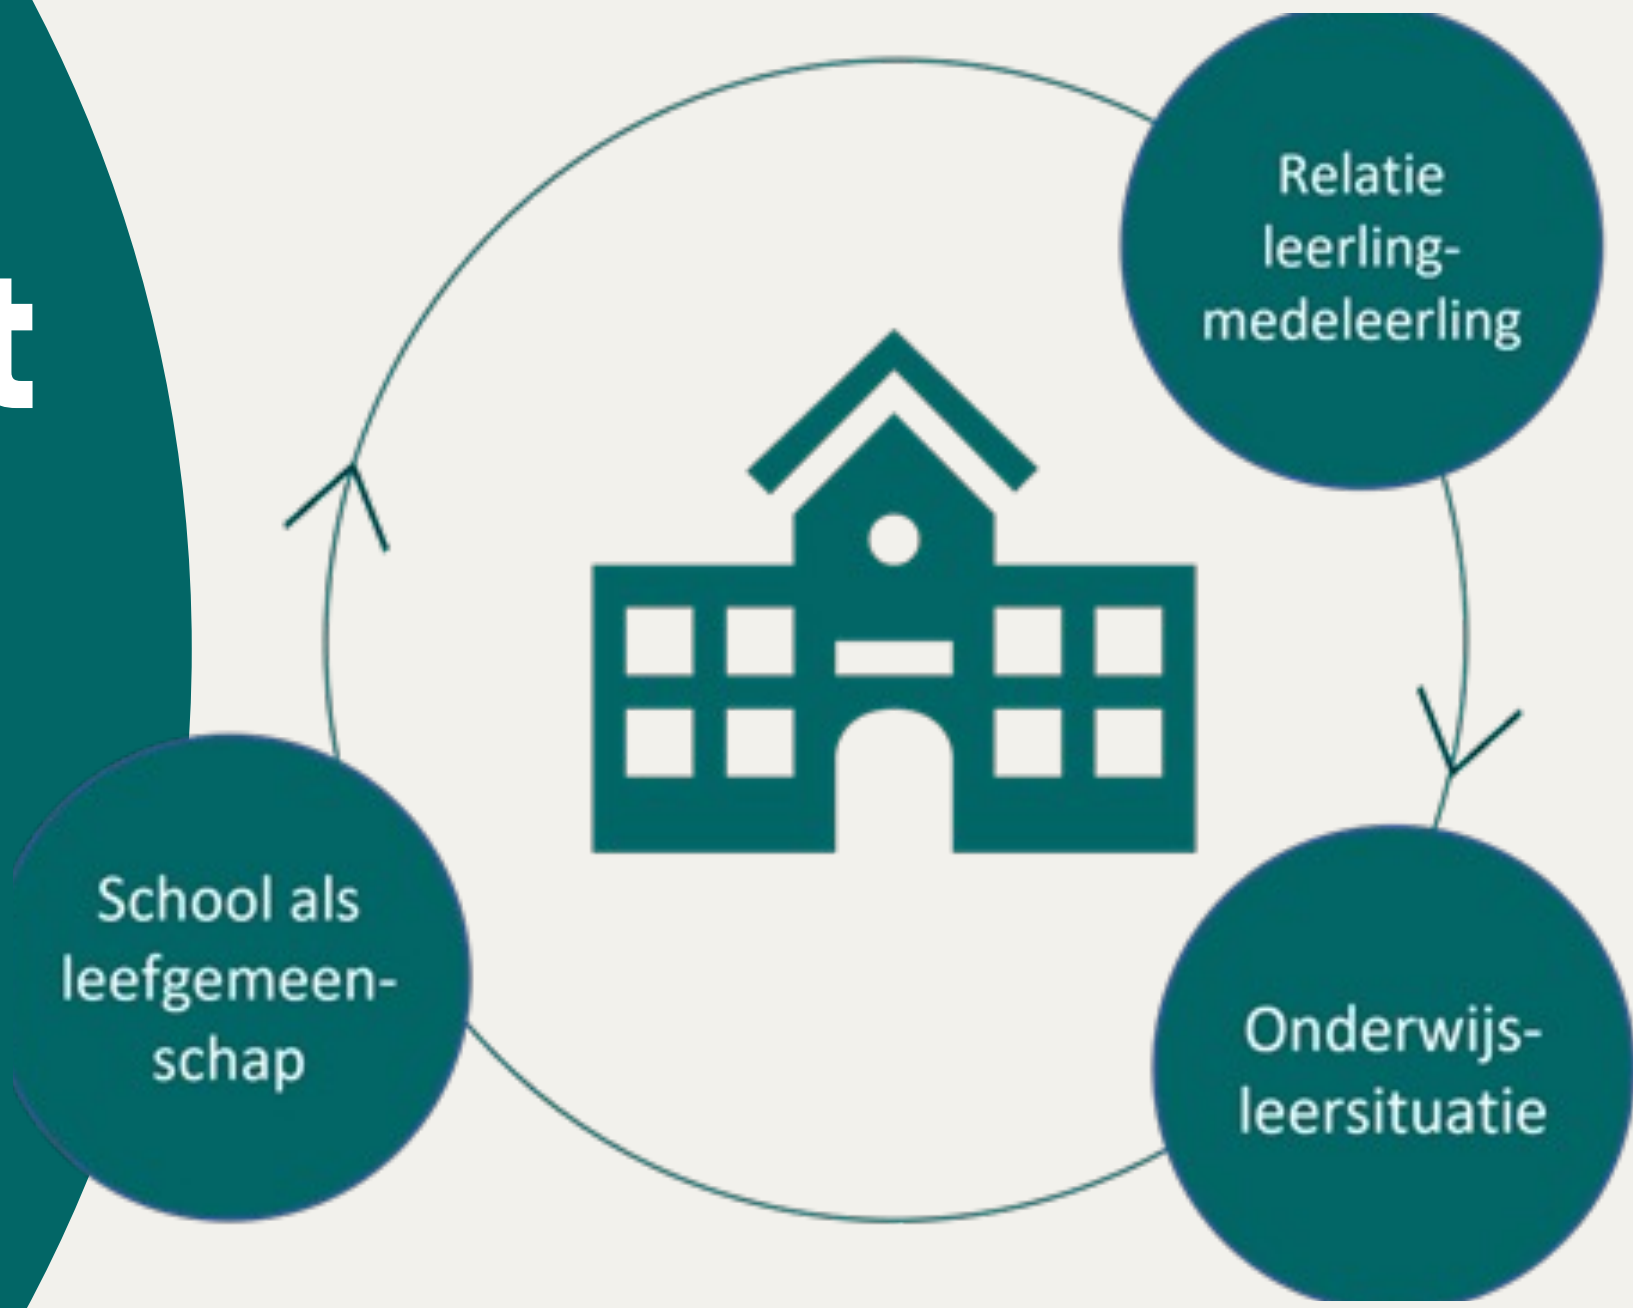 t
Relatie
leerling-
medeleerling
School als
leefgemeen-
schap
Onderwijs-
leersituatie